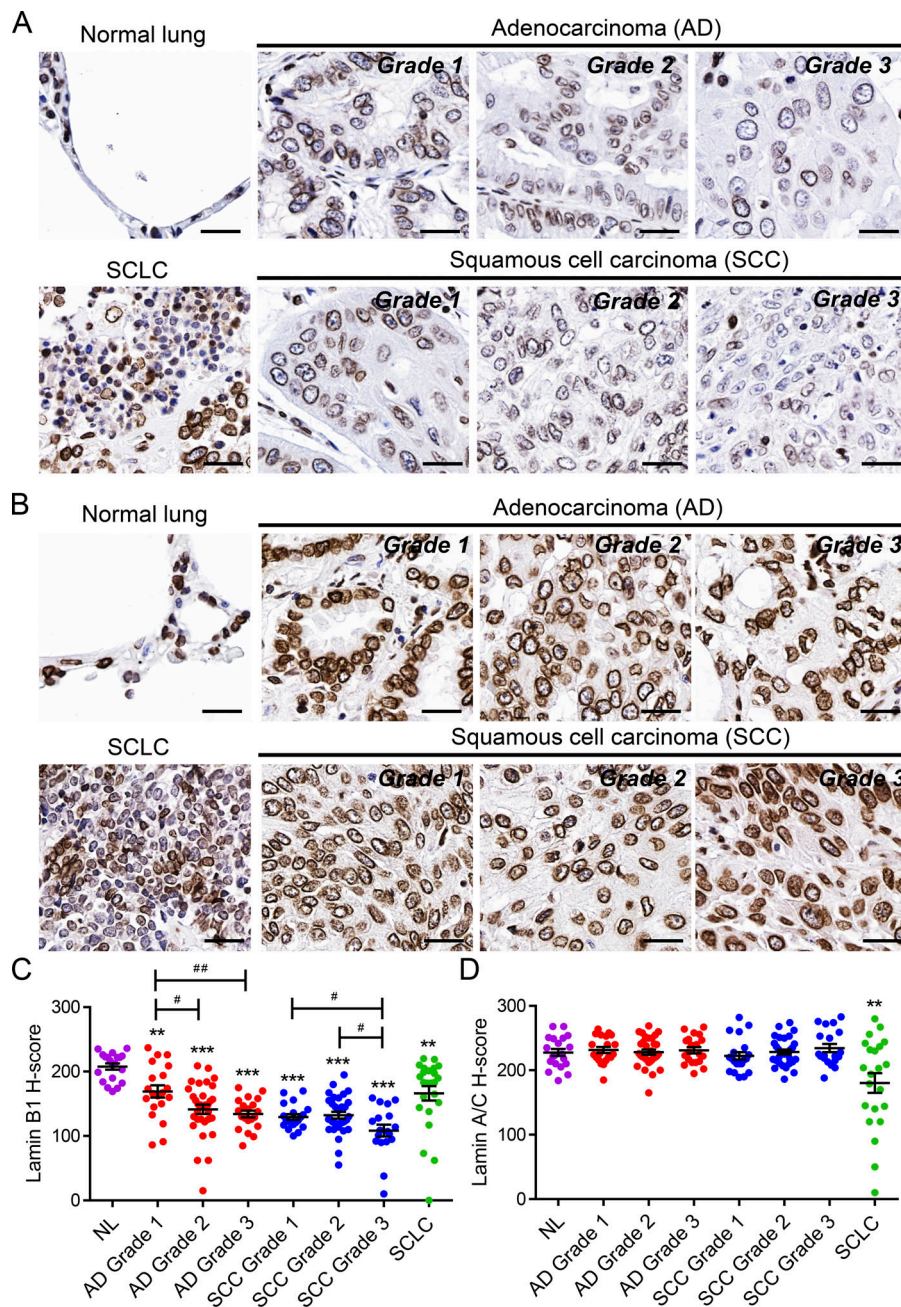 A
Normal lung
Adenocarcinoma (AD)
Grade 1
Grade 2
Grade 3
SCLC
Squamous cell carcinoma (SCC)
Grade 1
Grade 2
Grade 3
B
Normal lung
Adenocarcinoma (AD)
Grade 1
Grade 2
Grade 3
SCLC
Squamous cell carcinoma (SCC)
Grade 1
Grade 2
Grade 3
C
Lamin B1 H-score
300
200
100
0
##
#
#
#
**
***
***
***
***
***
**
NL
AD Grade 1
AD Grade 2
AD Grade 3
SCC Grade 1
SCC Grade 2
SCC Grade 3
SCLC
D
Lamin A/C H-score
300
200
100
0
**
NL
AD Grade 1
AD Grade 2
AD Grade 3
SCC Grade 1
SCC Grade 2
SCC Grade 3
SCLC